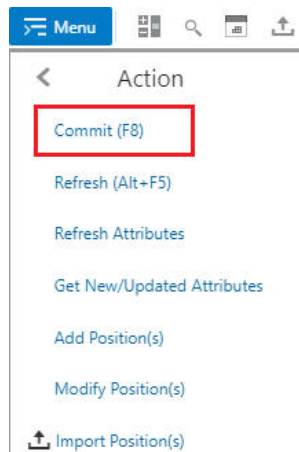 Menu
Action
Commit (F8)
Refresh (Alt+F5)
Refresh Attributes
Get New/Updated Attributes
Add Position(s)
Modify Position(s)
Import Position(s)